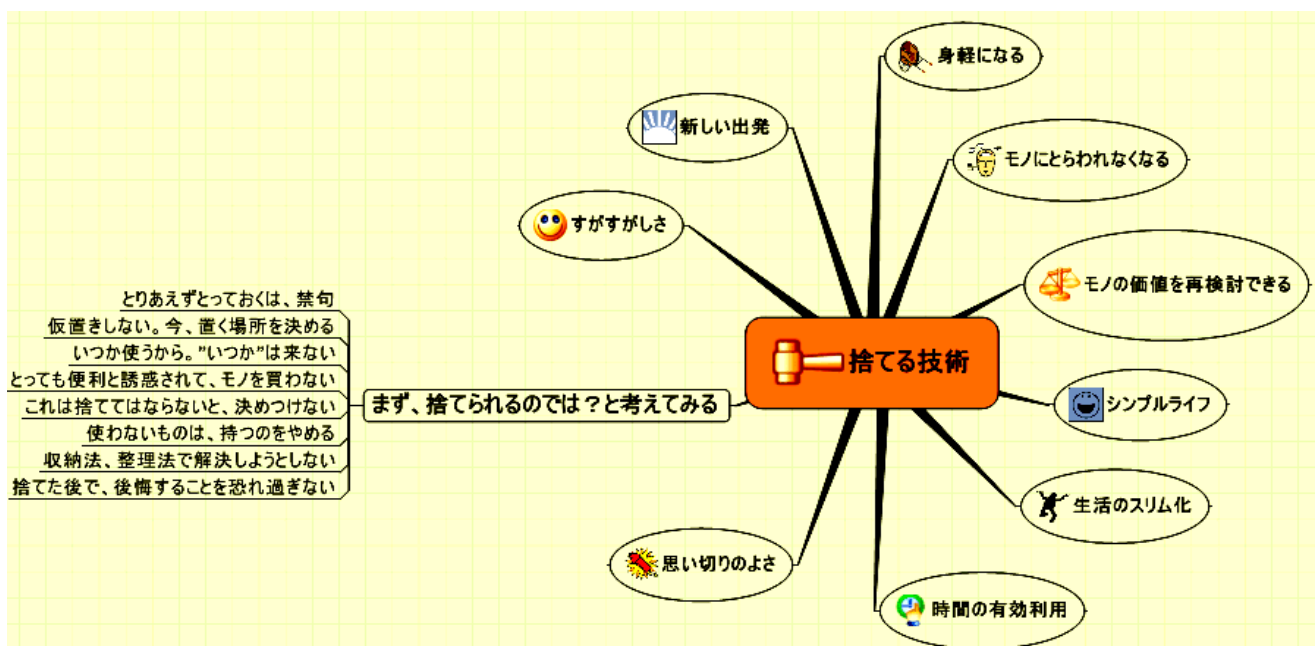 捨てる技術
身軽になる
モノにとらわれなくなる
モノの価値を再検討できる
シンプルライフ
生活のスリム化
時間の有効利用
思い切りのよさ
まず、捨てられるのでは？と考えてみる
とりあえずとっておくは、禁句
仮置きしない。今、置く場所を決める
いつか使うから。”いつか”は来ない
とっても便利と誘惑されて、モノを買わない
これは捨ててはならないと、決めつけない
使わないものは、持つのをやめる
収納法、整理法で解決しようとしない
捨てた後で、後悔することを恐れ過ぎない
すがすがしさ
新しい出発